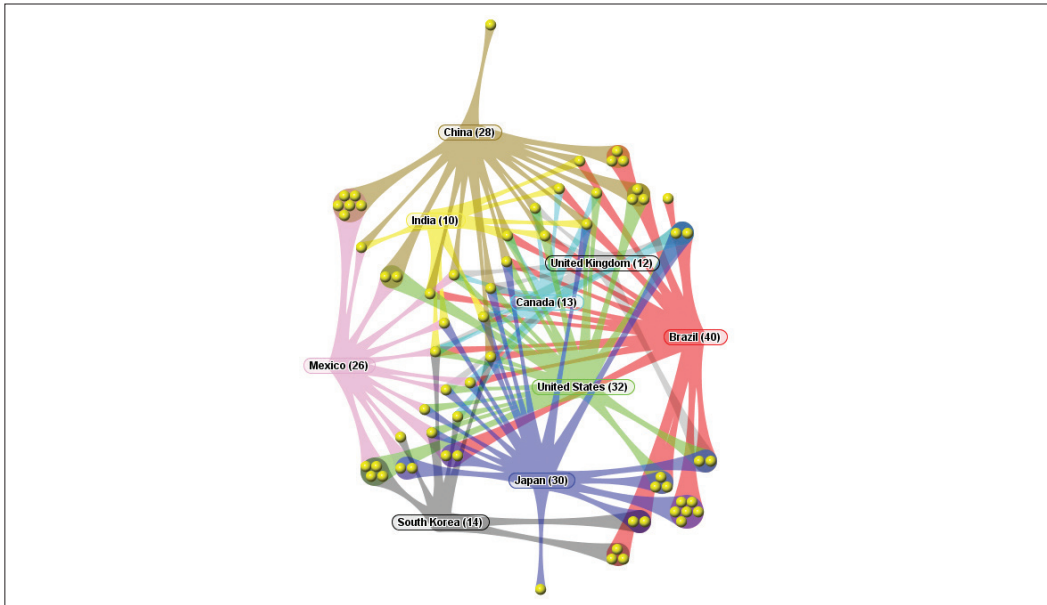 China (28)
India (10)
United Kingdom (12)
Canada (13)
Brazil (40)
Mexico (26)
United States (32)
Japan (30)
South Korea (14)